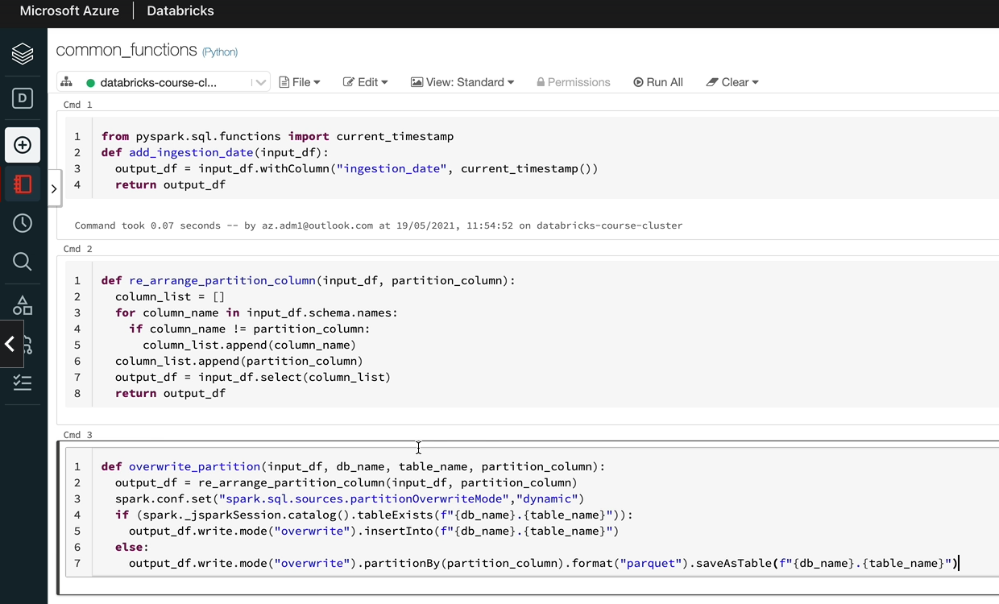 Microsoft Azure | Databricks
common_functions (Python)
databricks-course-cl... File Edit View: Standard Permissions Run All Clear
D
Cmd 1
1 from pyspark.sql.functions import current_timestamp
2 def add_ingestion_date(input_df):
3   output_df = input_df.withColumn("ingestion_date", current_timestamp())
4   return output_df
Command took 0.07 seconds -- by az.adm1@outlook.com at 19/05/2021, 11:54:52 on databricks-course-cluster
Cmd 2
1 def re_arrange_partition_column(input_df, partition_column):
2   column_list = []
3   for column_name in input_df.schema.names:
4     if column_name != partition_column:
5       column_list.append(column_name)
6   column_list.append(partition_column)
7   output_df = input_df.select(column_list)
8   return output_df
Cmd 3
1 def overwrite_partition(input_df, db_name, table_name, partition_column):
2   output_df = re_arrange_partition_column(input_df, partition_column)
3   spark.conf.set("spark.sql.sources.partitionOverwriteMode","dynamic")
4   if (spark._jsparkSession.catalog().tableExists(f"{db_name}.{table_name}")):
5     output_df.write.mode("overwrite").insertInto(f"{db_name}.{table_name}")
6   else:
7     output_df.write.mode("overwrite").partitionBy(partition_column).format("parquet").saveAsTable(f"{db_name}.{table_name}")